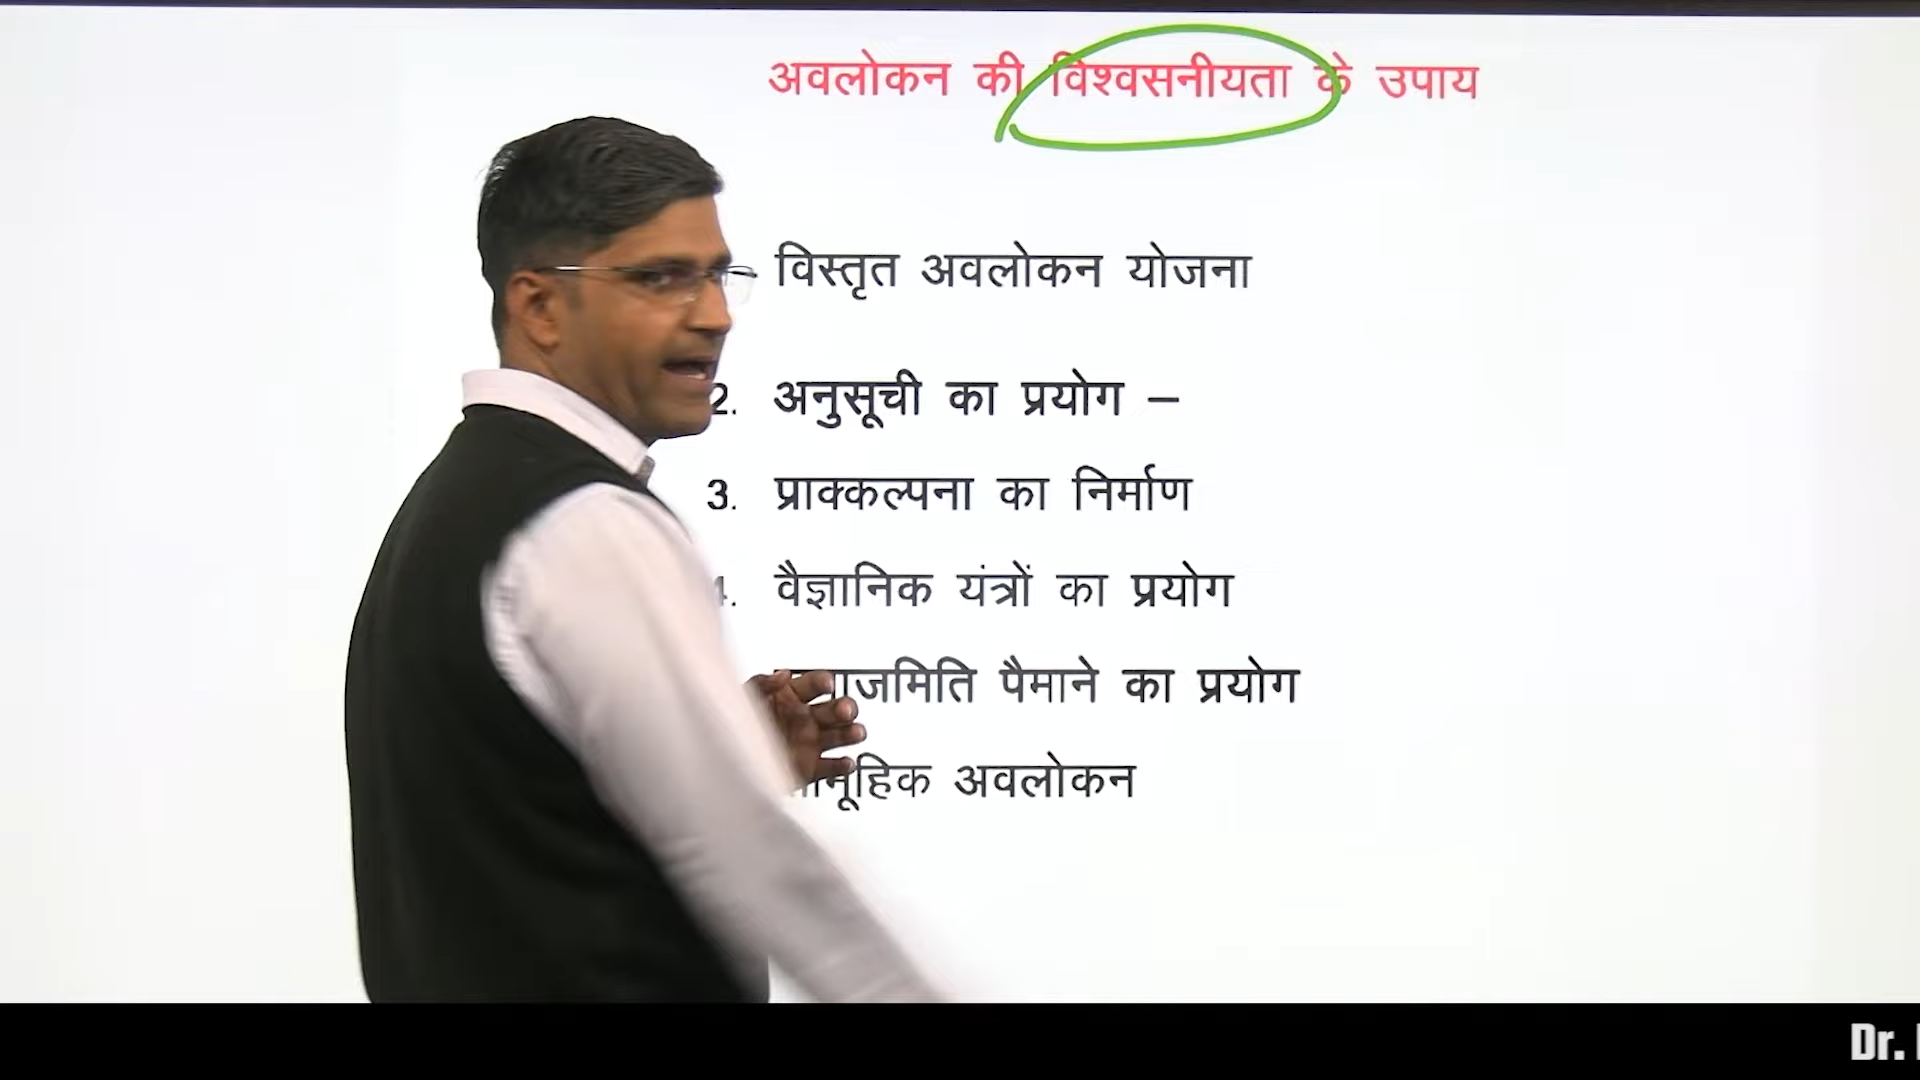 अवलोकन की विश्वसनीयता के उपाय
विस्तृत अवलोकन योजना
2. अनुसूची का प्रयोग –
3. प्राक्कल्पना का निर्माण
4. वैज्ञानिक यंत्रों का प्रयोग
पैमाने का प्रयोग
अवलोकन
Dr.